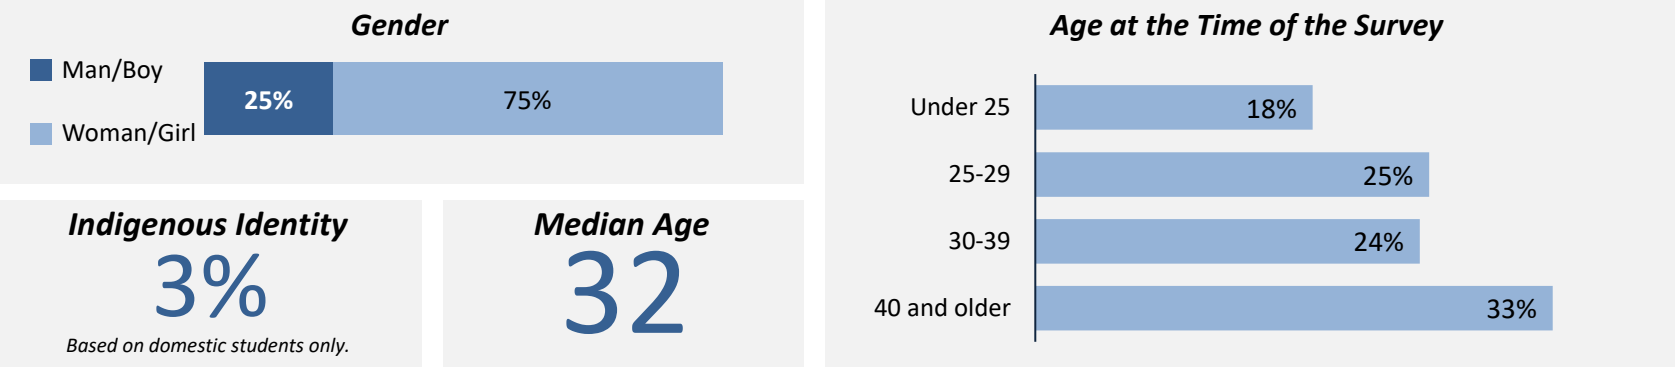 Gender
Man/Boy
Woman/Girl
25%
75%
Indigenous Identity
3%
Based on domestic students only.
Median Age
32
Age at the Time of the Survey
Under 25
18%
25-29
25%
30-39
24%
40 and older
33%